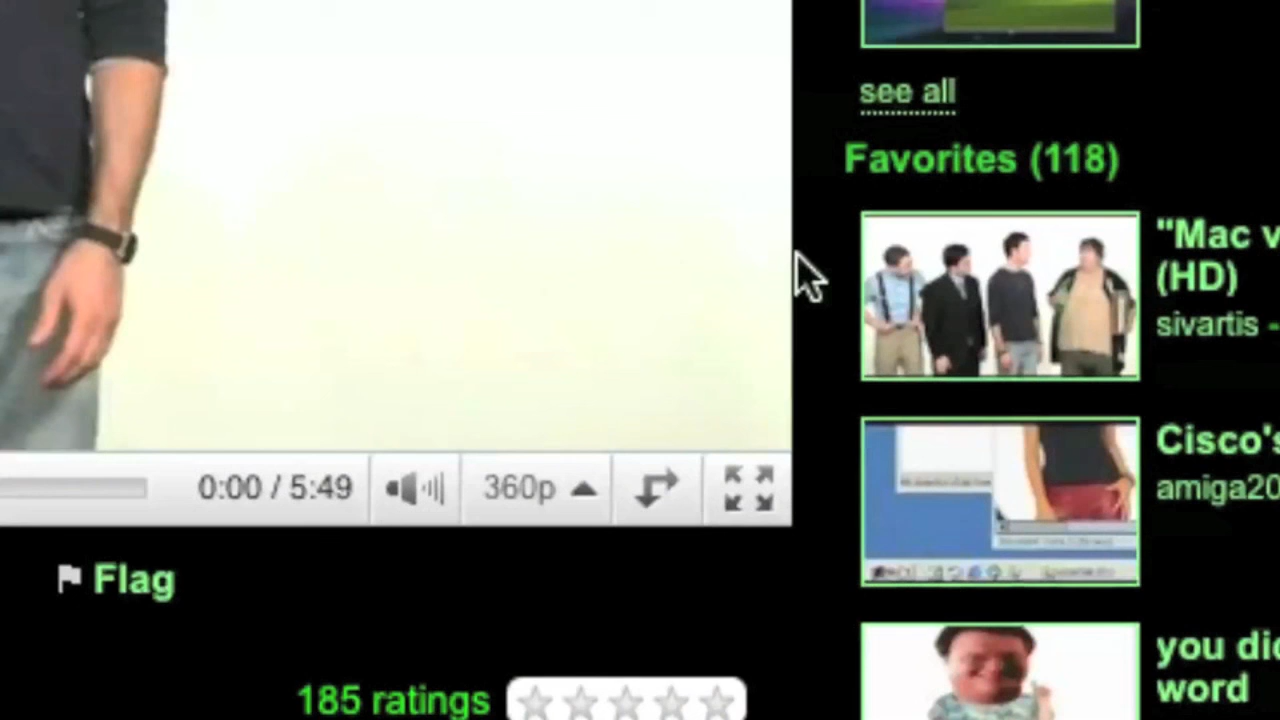 see all
Favorites (118)
"Mac v
(HD)
sivartis -
Cisco's
amiga20
0:00 / 5:49
360p
Flag
you did
word
185 ratings